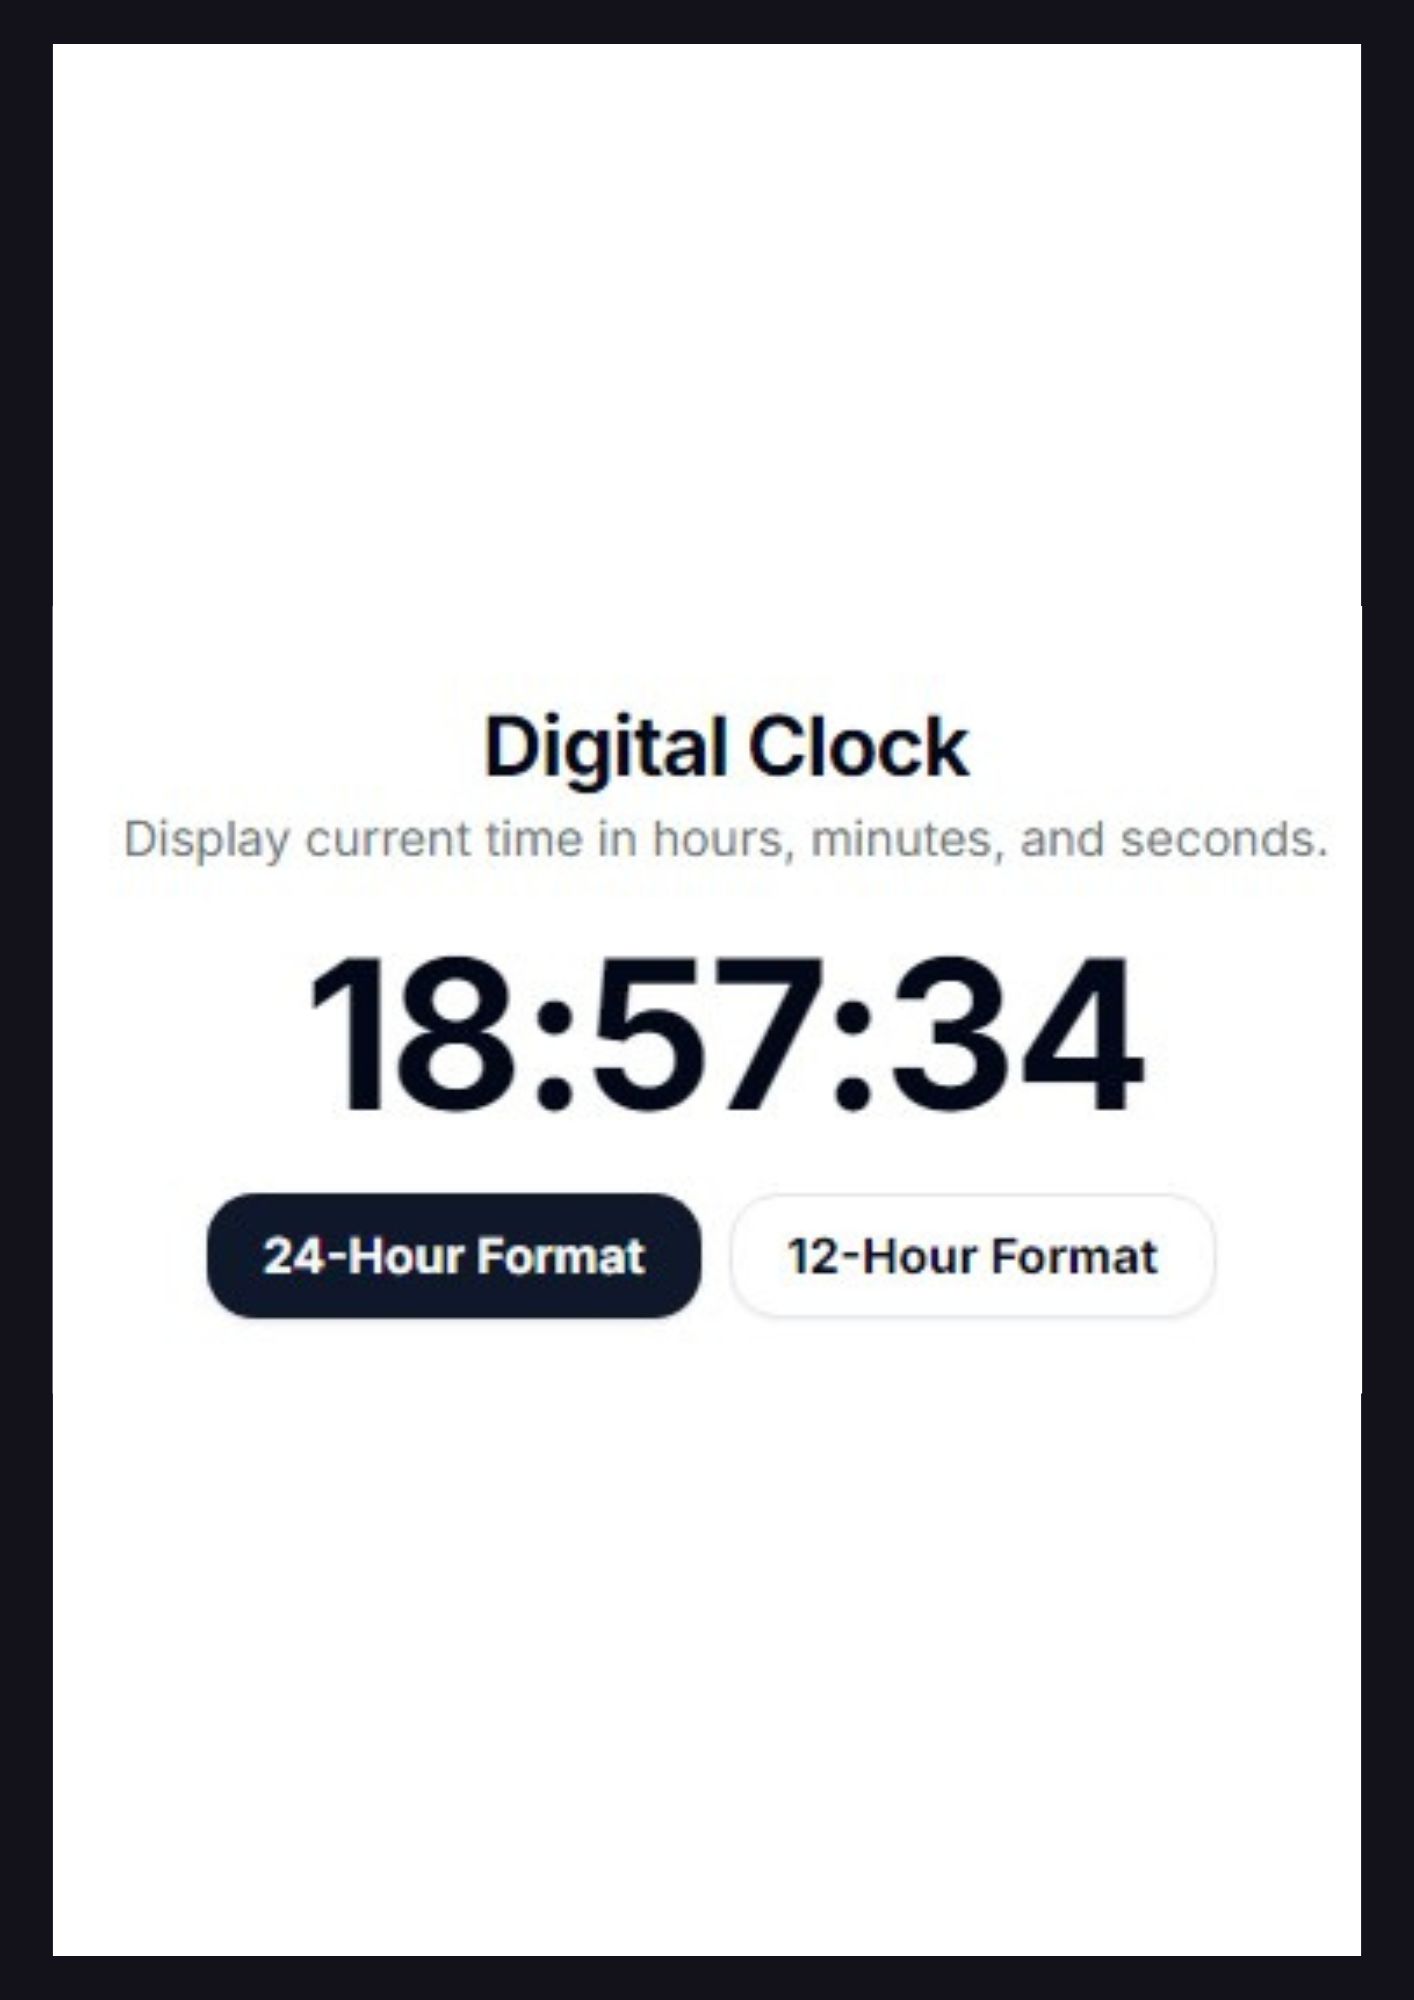 Digital Clock
Display current time in hours, minutes, and seconds.
18:57:34
24-Hour Format
12-Hour Format